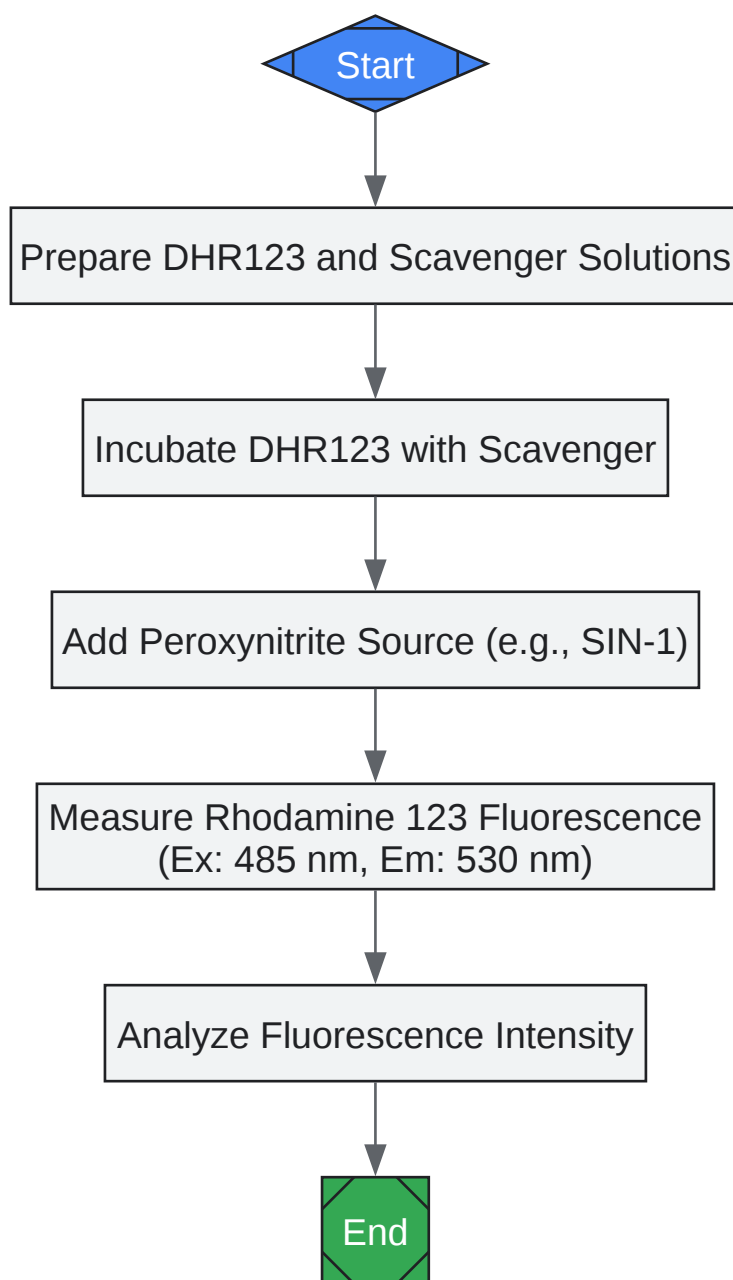 Start
Prepare DHR123 and Scavenger Solutions
Incubate DHR123 with Scavenger
Add Peroxynitrite Source (e.g., SIN-1)
Measure Rhodamine 123 Fluorescence
(Ex: 485 nm, Em: 530 nm)
Analyze Fluorescence Intensity
End